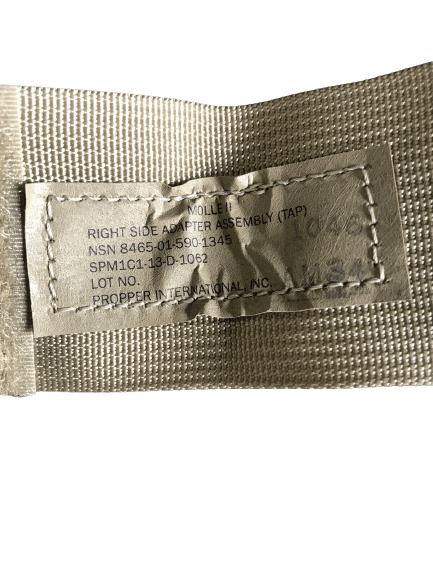 MOLLE II
RIGHT SIDE ADAPTER ASSEMBLY (TAP)
NSN 8465-01-590-1345
SPM1C1-13-D-1062
LOT NO.
PROPPER INTERNATIONAL, INC.